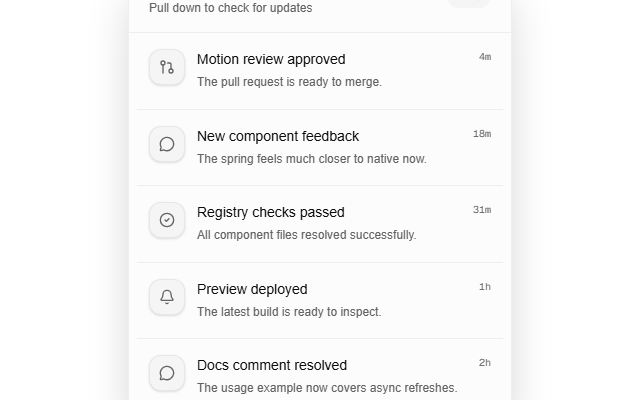 Pull down to check for updates
Motion review approved 4m
The pull request is ready to merge.
New component feedback 18m
The spring feels much closer to native now.
Registry checks passed 31m
All component files resolved successfully.
Preview deployed 1h
The latest build is ready to inspect.
Docs comment resolved 2h
The usage example now covers async refreshes.